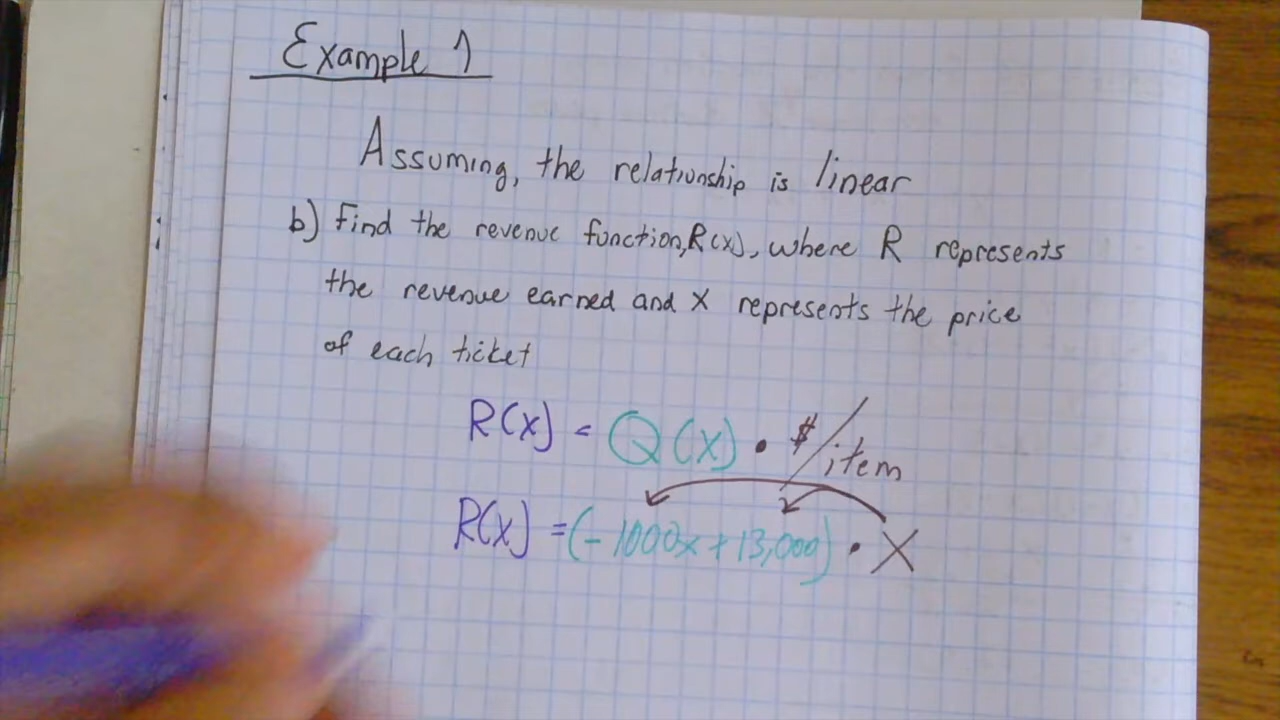 Example 1
Assuming, the relationship is linear
b) Find the revenue function, R(x), where R represents
the revenue earned and x represents the price
of each ticket
R(x) = Q(x) • $/item
R(x) = (-1000x + 13,000) • x